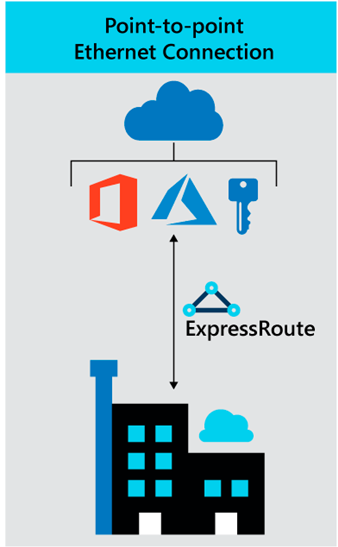 Point-to-point
Ethernet Connection
ExpressRoute